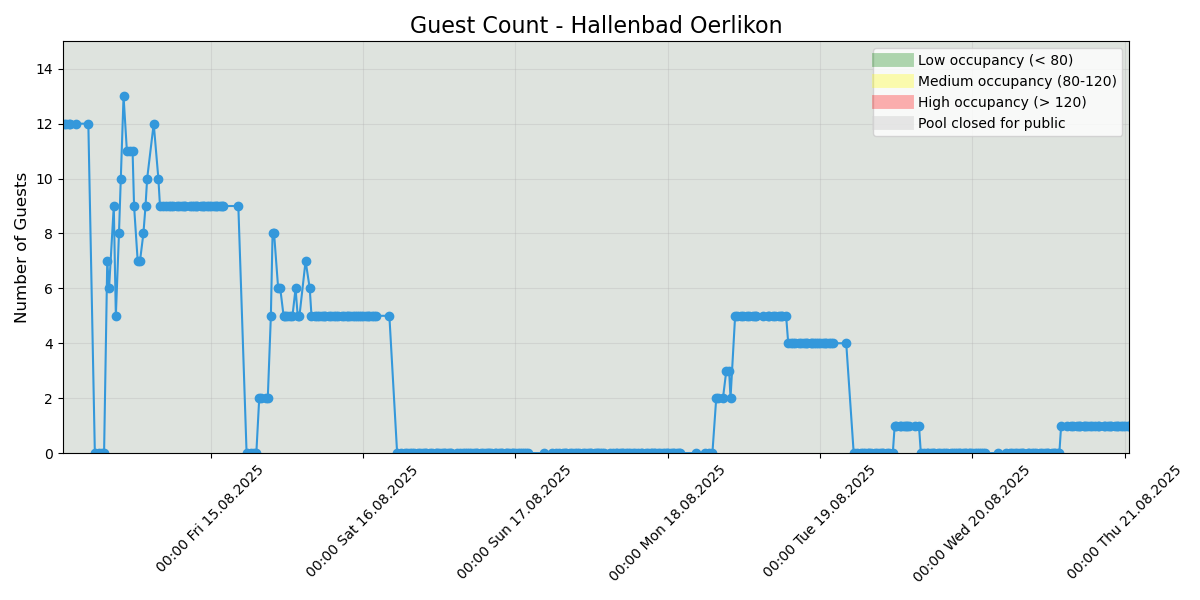 Guest Count - Hallenbad Oerlikon
Low occupancy (< 80)
Medium occupancy (80-120)
High occupancy (> 120)
Pool closed for public
Number of Guests
14
12
10
8
6
4
2
0
00:00 Fri 15.08.2025
00:00 Sat 16.08.2025
00:00 Sun 17.08.2025
00:00 Mon 18.08.2025
00:00 Tue 19.08.2025
00:00 Wed 20.08.2025
00:00 Thu 21.08.2025